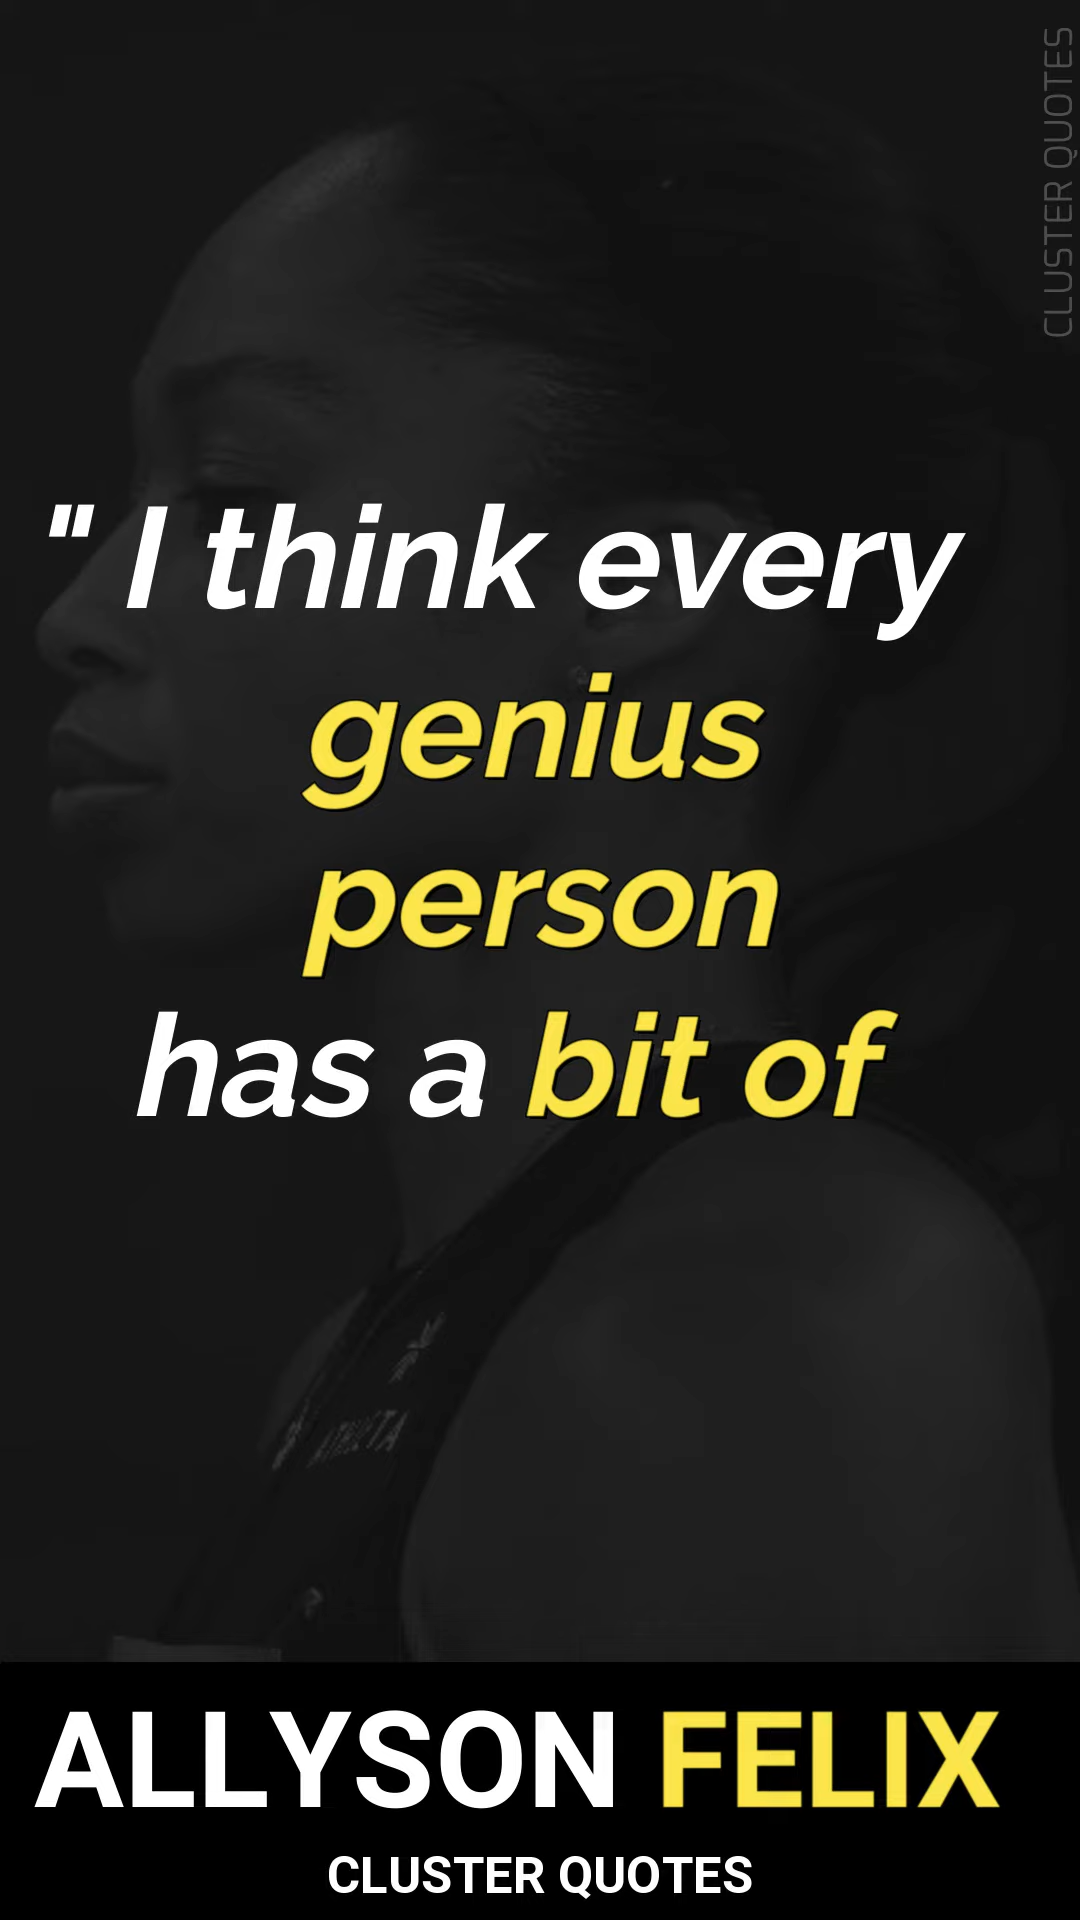 CLUSTER QUOTES
" I think every
genius
person
has a bit of
ALLYSON FELIX
CLUSTER QUOTES